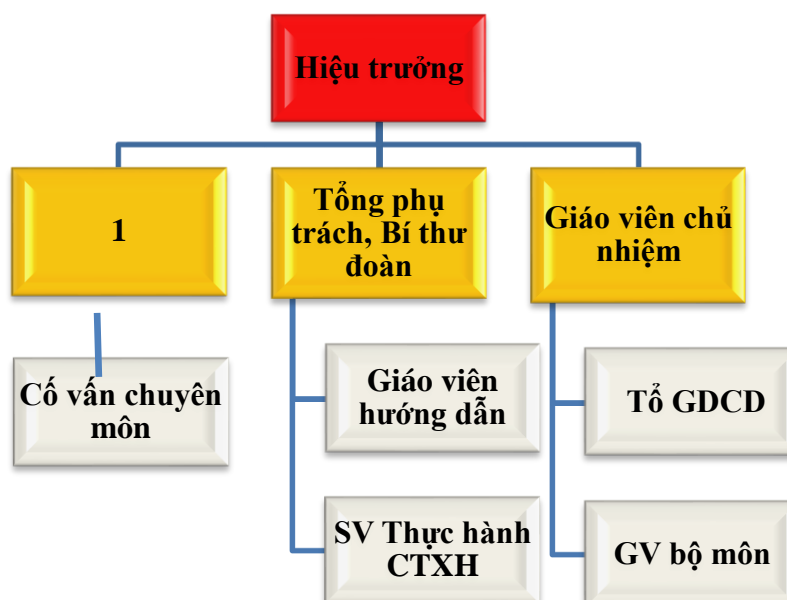 Hiệu trưởng
1
Tổng phụ
trách, Bí thư
đoàn
Giáo viên chủ
nhiệm
Cố vấn chuyên
môn
Giáo viên
hướng dẫn
Tổ GDCD
SV Thực hành
CTXH
GV bộ môn